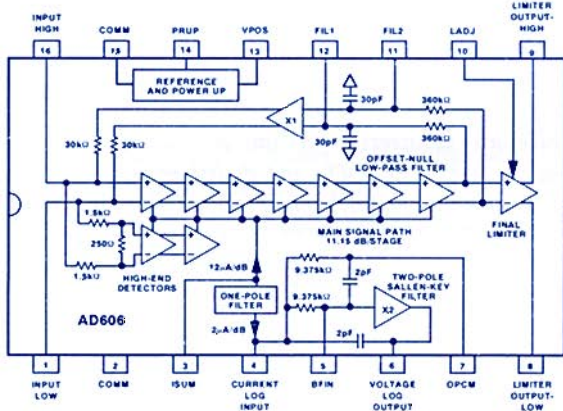 INPUT HIGH
COMM
PRUP
VPOS
FIL1
FIL2
LADJ
LIMITER OUTPUT-HIGH
16
15
14
13
12
11
10
9
REFERENCE AND POWER UP
30pF
360kΩ
X1
30kΩ
30kΩ
30pF
360kΩ
OFFSET-NULL
LOW-PASS FILTER
1.5kΩ
250Ω
1.5kΩ
MAIN SIGNAL PATH
11.15 dB/STAGE
FINAL LIMITER
HIGH-END DETECTORS
12μA/dB
ONE-POLE FILTER
2μA/dB
9.375kΩ
9.375kΩ
2pF
TWO-POLE SALLEN-KEY FILTER
X2
2pF
AD606
1
2
3
4
5
6
7
8
INPUT LOW
COMM
ISUM
CURRENT LOG INPUT
BFIN
VOLTAGE LOG OUTPUT
OPCM
LIMITER OUTPUT-LOW